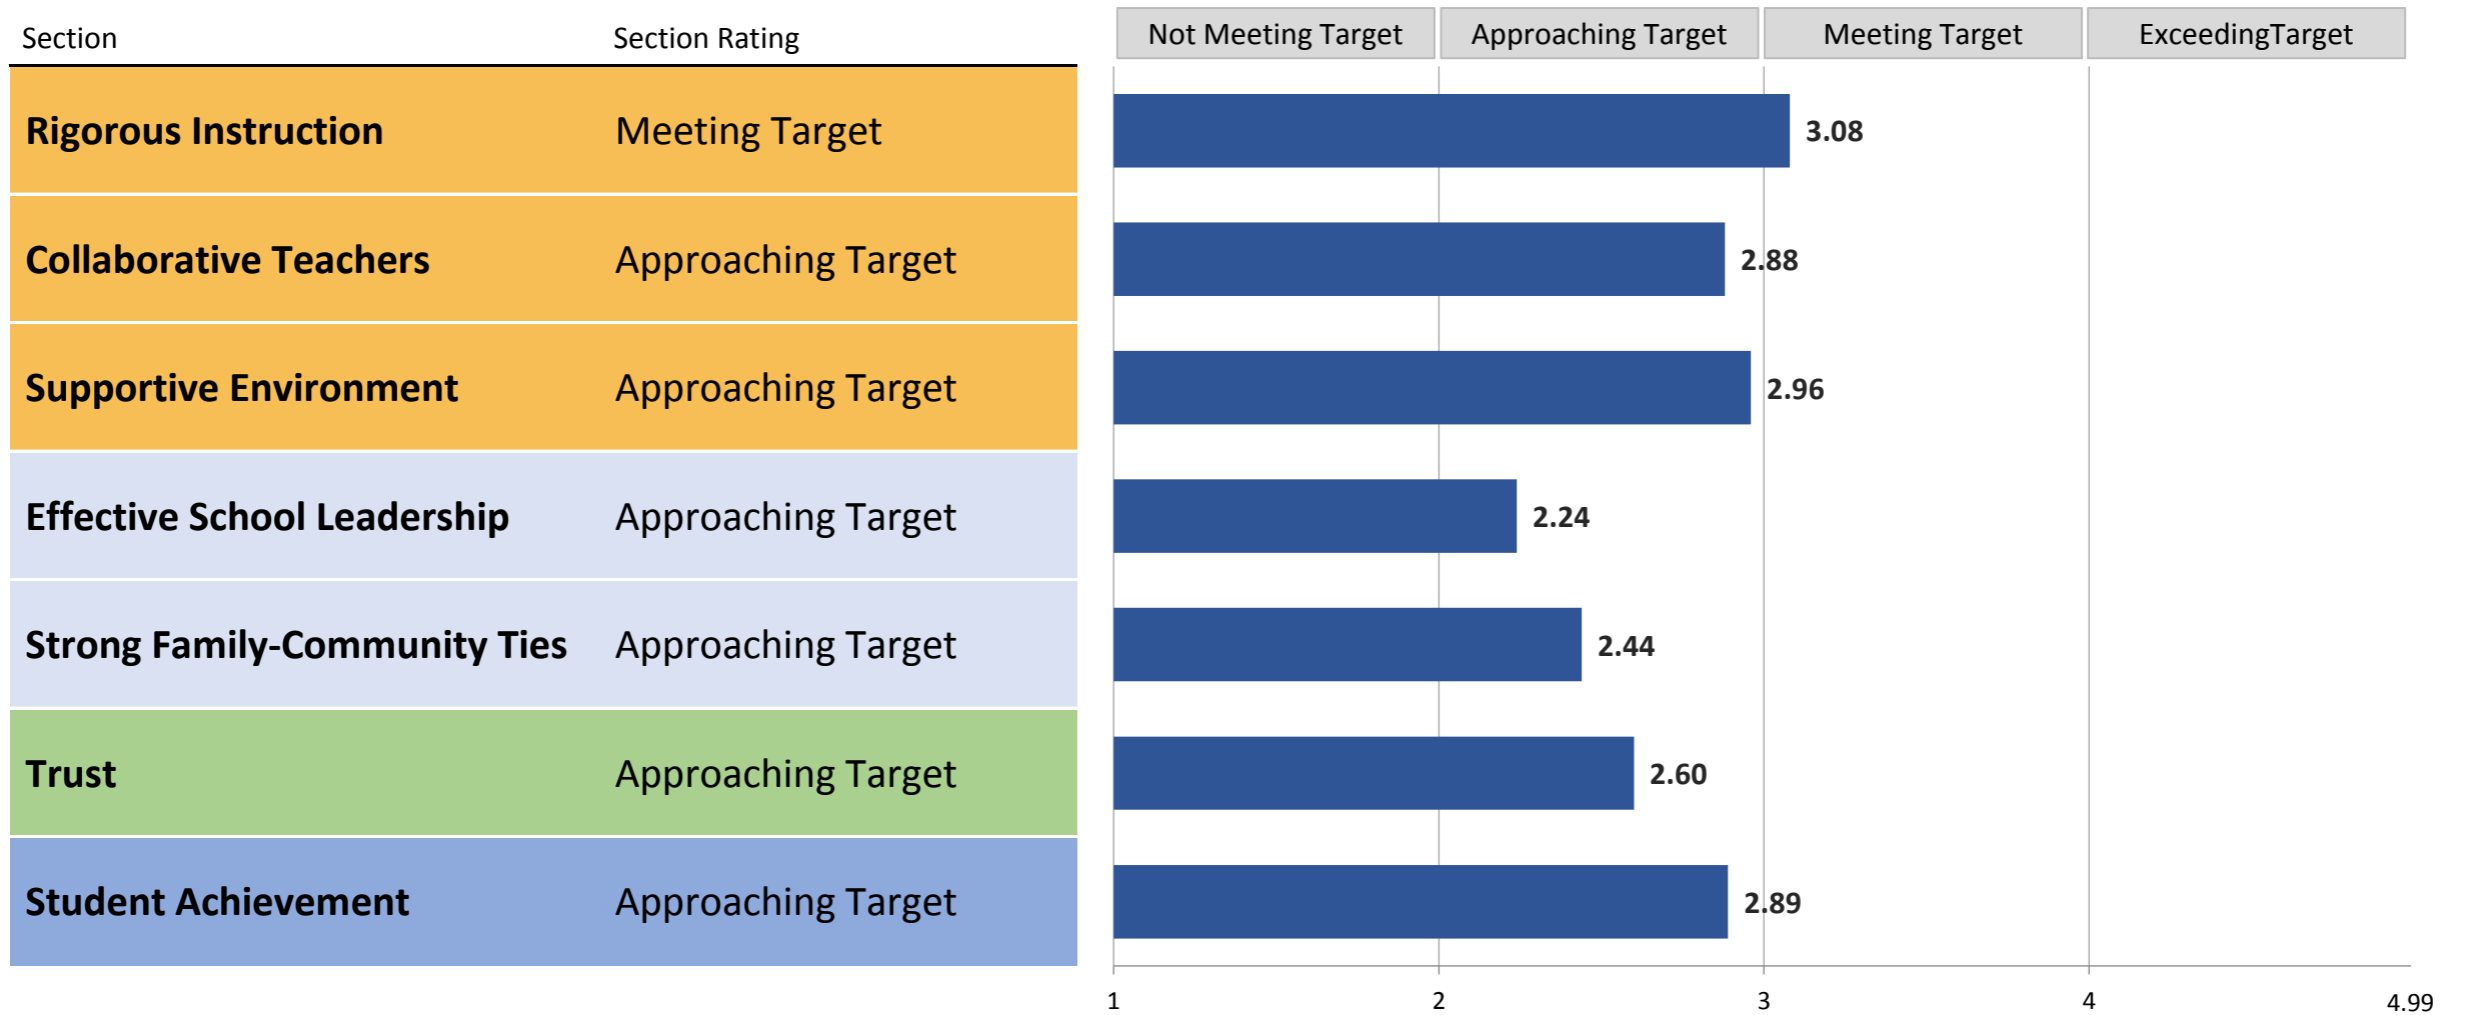 Section Section Rating Not Meeting Target Approaching Target Meeting Target ExceedingTarget
Rigorous Instruction Meeting Target 3.08
Collaborative Teachers Approaching Target 2.88
Supportive Environment Approaching Target 2.96
Effective School Leadership Approaching Target 2.24
Strong Family-Community Ties Approaching Target 2.44
Trust Approaching Target 2.60
Student Achievement Approaching Target 2.89
1 2 3 4 4.99